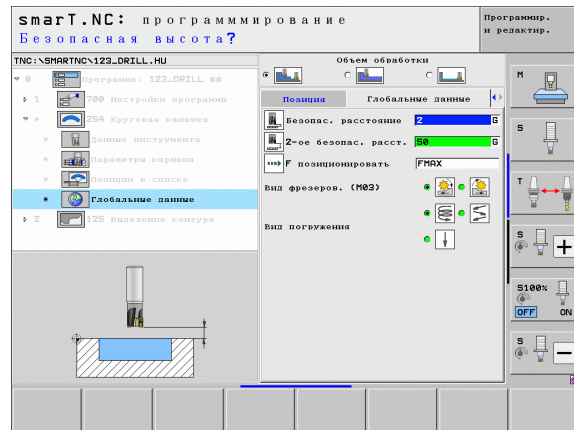 smarT.NC: программмирование
Программир.
и редактир.
Безопасная высота?
TNC:\SMARTNC\123_DRILL.HU
0 Программа: 123_DRILL мм
1 700 Настройки программы
* 254 Круговая канавка
* Данные инструмента
* Параметры кармана
* Позиции в списке
* Глобальные данные
2 125 Выделение контура
Объем обработки
Позиция Глобальные данные
Безопас. расстояние 2 G
2-ое безопас. расст. 50 G
F позиционировать FMAX
Вид фрезеров. (M03)
Вид погружения
M
S
T
S
S100%
OFF ON
S